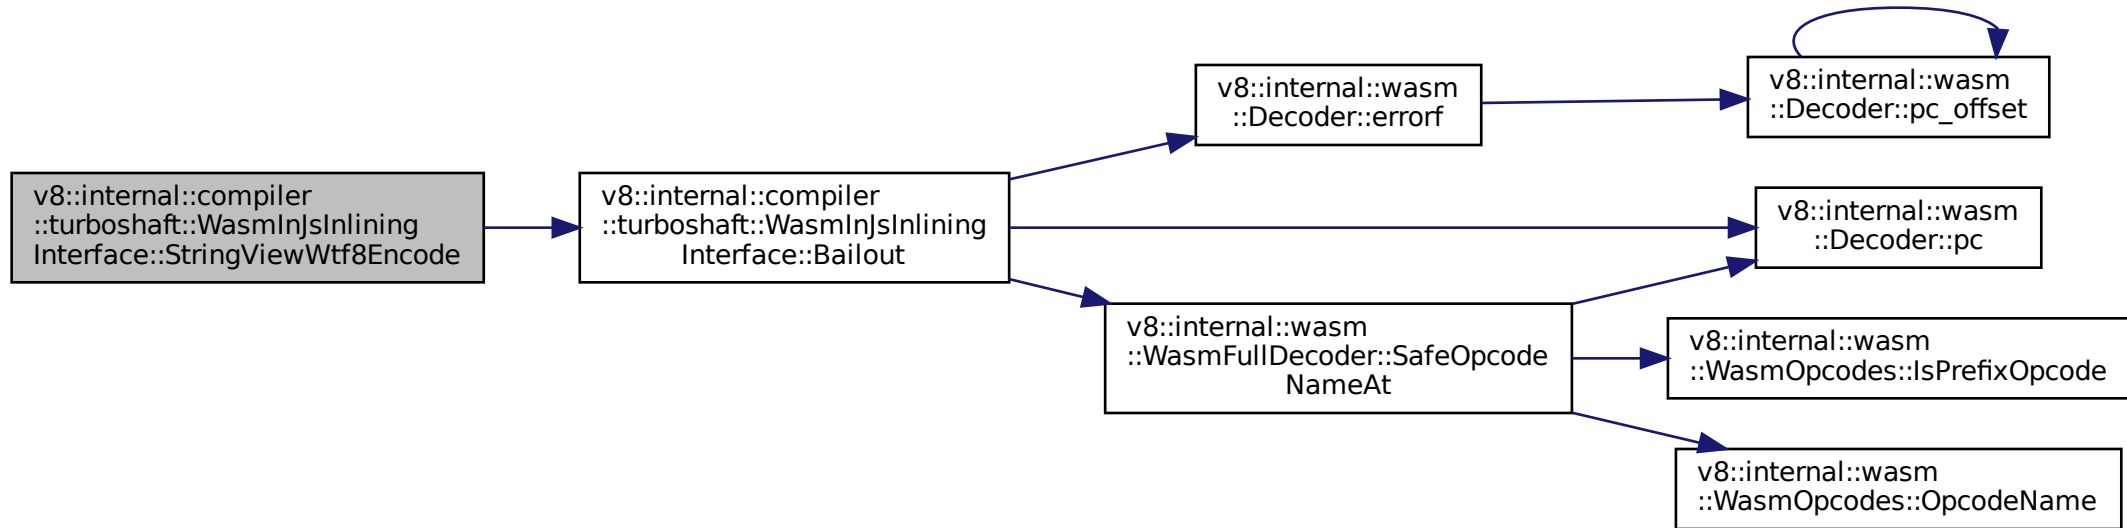 v8::internal::compiler
::turboshaft::WasmInJsInlining
Interface::StringViewWtf8Encode
v8::internal::compiler
::turboshaft::WasmInJsInlining
Interface::Bailout
v8::internal::wasm
::Decoder::errorf
v8::internal::wasm
::Decoder::pc_offset
v8::internal::wasm
::Decoder::pc
v8::internal::wasm
::WasmFullDecoder::SafeOpcode
NameAt
v8::internal::wasm
::WasmOpcodes::IsPrefixOpcode
v8::internal::wasm
::WasmOpcodes::OpcodeName